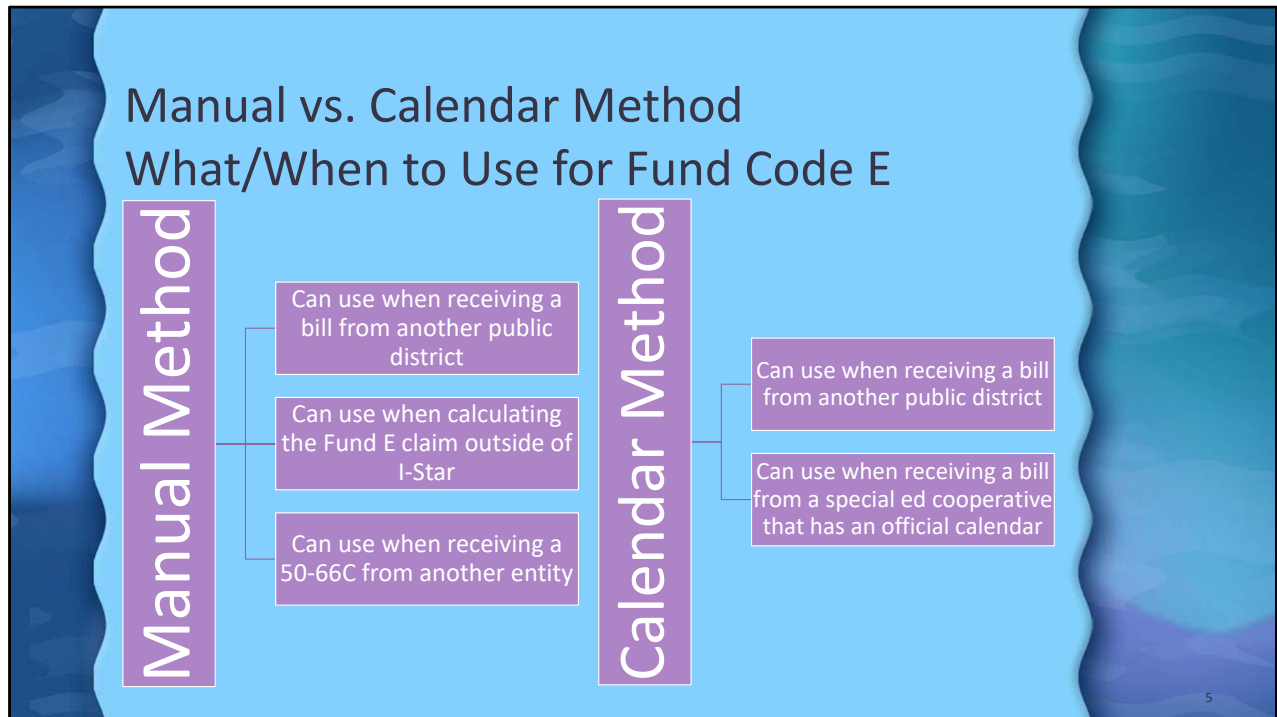 Manual vs. Calendar Method
What/When to Use for Fund Code E
Manual Method
Can use when receiving a
bill from another public
district
Can use when calculating
the Fund E claim outside of
I-Star
Can use when receiving a
50-66C from another entity
Calendar Method
Can use when receiving a bill
from another public district
Can use when receiving a bill
from a special ed cooperative
that has an official calendar
5